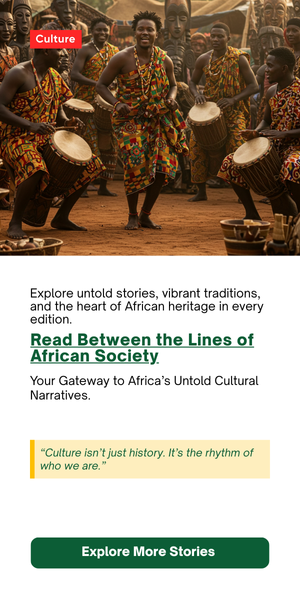 Culture
Explore untold stories, vibrant traditions,
and the heart of African heritage in every
edition.
Read Between the Lines of
African Society
Your Gateway to Africa’s Untold Cultural
Narratives.
“Culture isn’t just history. It’s the rhythm of
who we are.”
Explore More Stories